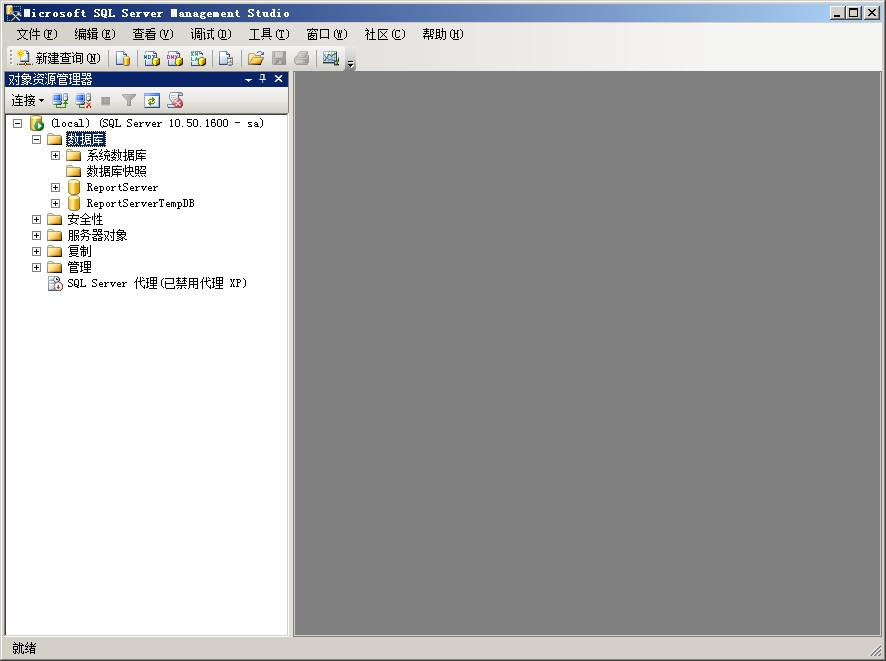 Microsoft SQL Server Management Studio
文件(F) 编辑(E) 查看(V) 调试(D) 工具(T) 窗口(W) 社区(C) 帮助(H)
新建查询(N)
对象资源管理器
连接
(local) (SQL Server 10.50.1600 - sa)
数据库
系统数据库
数据库快照
ReportServer
ReportServerTempDB
安全性
服务器对象
复制
管理
SQL Server 代理(已禁用代理 XP)
就绪